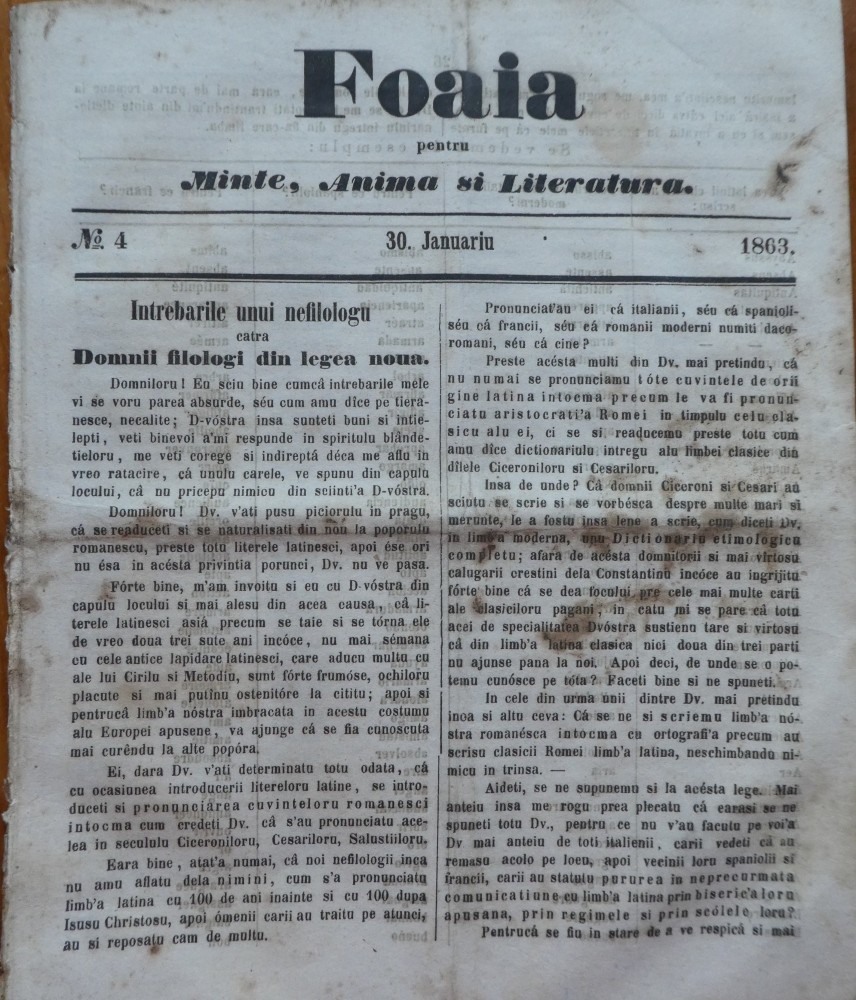 Foaia
pentru
Minte, Anima si Literatura.
№ 4
30. Januariu
1863.
Intrebarile unui nefilologu
catra
Domnii filologi din legea noua.
Domniloru! Eu sciu bine cumcá intrebarile mele
vi se voru parea absurde, séu cum amu dîce pe tiera-
nesce, necalite; D-vóstra insa sunteti buni si intie-
lepti, veti binevoi a'mi respunde in spiritulu blânde-
tieloru, me veti corege si indireptá déca me aflu in
vreo ratacire, cá unulu carele, ve spunu din capulu
locului, cá nu pricepu nimicu din sciinti'a D-vóstra.
Domniloru! Dv. v'ati pusu piciorulu in pragu,
cá se readuceti si se naturalisati din nou la poporulu
romanescu, preste totu literele latinesci, apoi ése ori
nu ésa in acésta privintia porunci, Dv. nu ve pasa.
Fórte bine, m'am invoitu si eu cu D-vóstra din
capulu locului si mai alesu din acea causa, cá li-
terele latinesci asiá precum se taie si se tórna ele
de vreo doua trei sute ani incóce, nu mai sémana
cu cele antice lapidare latinesci, care aducu multu cu
ale lui Cirilu si Metodiu, sunt fórte frumóse, ochiloru
placute si mai putînu ostenitóre la cititu; apoi si
pentrucá limb'a nóstra imbracata in acestu costumu
alu Europei apusene, va ajunge cá se fia cunoscuta
mai curêndu la alte popóra.
Ei, dara Dv. v'ati determinatu totu odata, cá
cu ocasiunea introducerii litereloru latine, se intro-
duceti si pronunciárea cuvinteloru romanesci
intocma cum credeti Dv. cá s'au pronunciatu ace-
lea in seculu​lu Ciceroniloru, Cesariloru, Salustiiloru.
Eara bine, atat'a numai, cá noi nefilologii inca
nu amu aflatu dela nimini, cum s'a pronunciatu
limb'a latina cu 100 de ani inainte si cu 100 dupa
Isusu Christosu, apoi ómenii carii au traitu pe atunci,
au si reposatu cam de multu.
Pronunciat'au ei cá italianii, séu cá spanioli-
séu cá francii, séu cá romanii moderni numiti daco-
romani, séu cá cine?
Preste acésta multi din Dv. mai pretindu, cá
nu numai se pronunciamu tóte cuvintele de orii
gine latina intocma precum le va fi pronun-
ciatu aristocrati'a Romei in timpulu celu cla-
sicu alu ei, ci se si readucemu preste totu cum
amu dîce dictionariulu intregu alu limbei clasice din
dîlele Ciceroniloru si Cesariloru.
Insa de unde? Cá domnii Ciceroni si Cesari au
sciutu se scrie si se vorbésca despre multe mari si
merunte, le a fostu insa lene a scrie, cum diceti Dv.
in limb'a moderna, unu Dictionariu etimologicu
completu; afara de acésta domnitorii si mai virtosu
calugarii crestini dela Constantinu incóce au ingrijitu
fórte bine cá se dea focului pre cele mai multe carti
ale clasiciloru pagani, in catu mi se pare cá totu
acei de specialitatea Dvóstra sustienu tare si virtosu
cá din limb'a latina clasica nici doua din trei parti
nu ajunse pana la noi. Apoi deci, de unde se o po-
temu cunósce pe tóta? Faceti bine si ne spuneti.
In cele din urma unii dintre Dv. mai pretindu
inca si altu ceva: Cá se ne si scriemu limb'a nó-
stra romanésca intocma cu ortografi'a precum au
scrisu clasicii Romei limb'a latina, neschimbandu ni-
micu in trinsa. —
Aideti, se ne supunemu si la acésta lege. Mai
anteiu insa me rogu prea plecatu cá earasi se ne
spuneti totu Dv., pentru ce nu v'au facutu pe voi'a
Dv mai anteiu de toti italienii, carii vedeti cá au
remasu acolo pe locu, apoi vecinii loru spaniolii si
francii, carii au statutu pururea in neprecurmata
comunicatiune cu limb'a latina prin biseric'a loru
apusana, prin regimele si prin scólele loru?
Pentrucá se fiu in stare de a ve respicá si mai